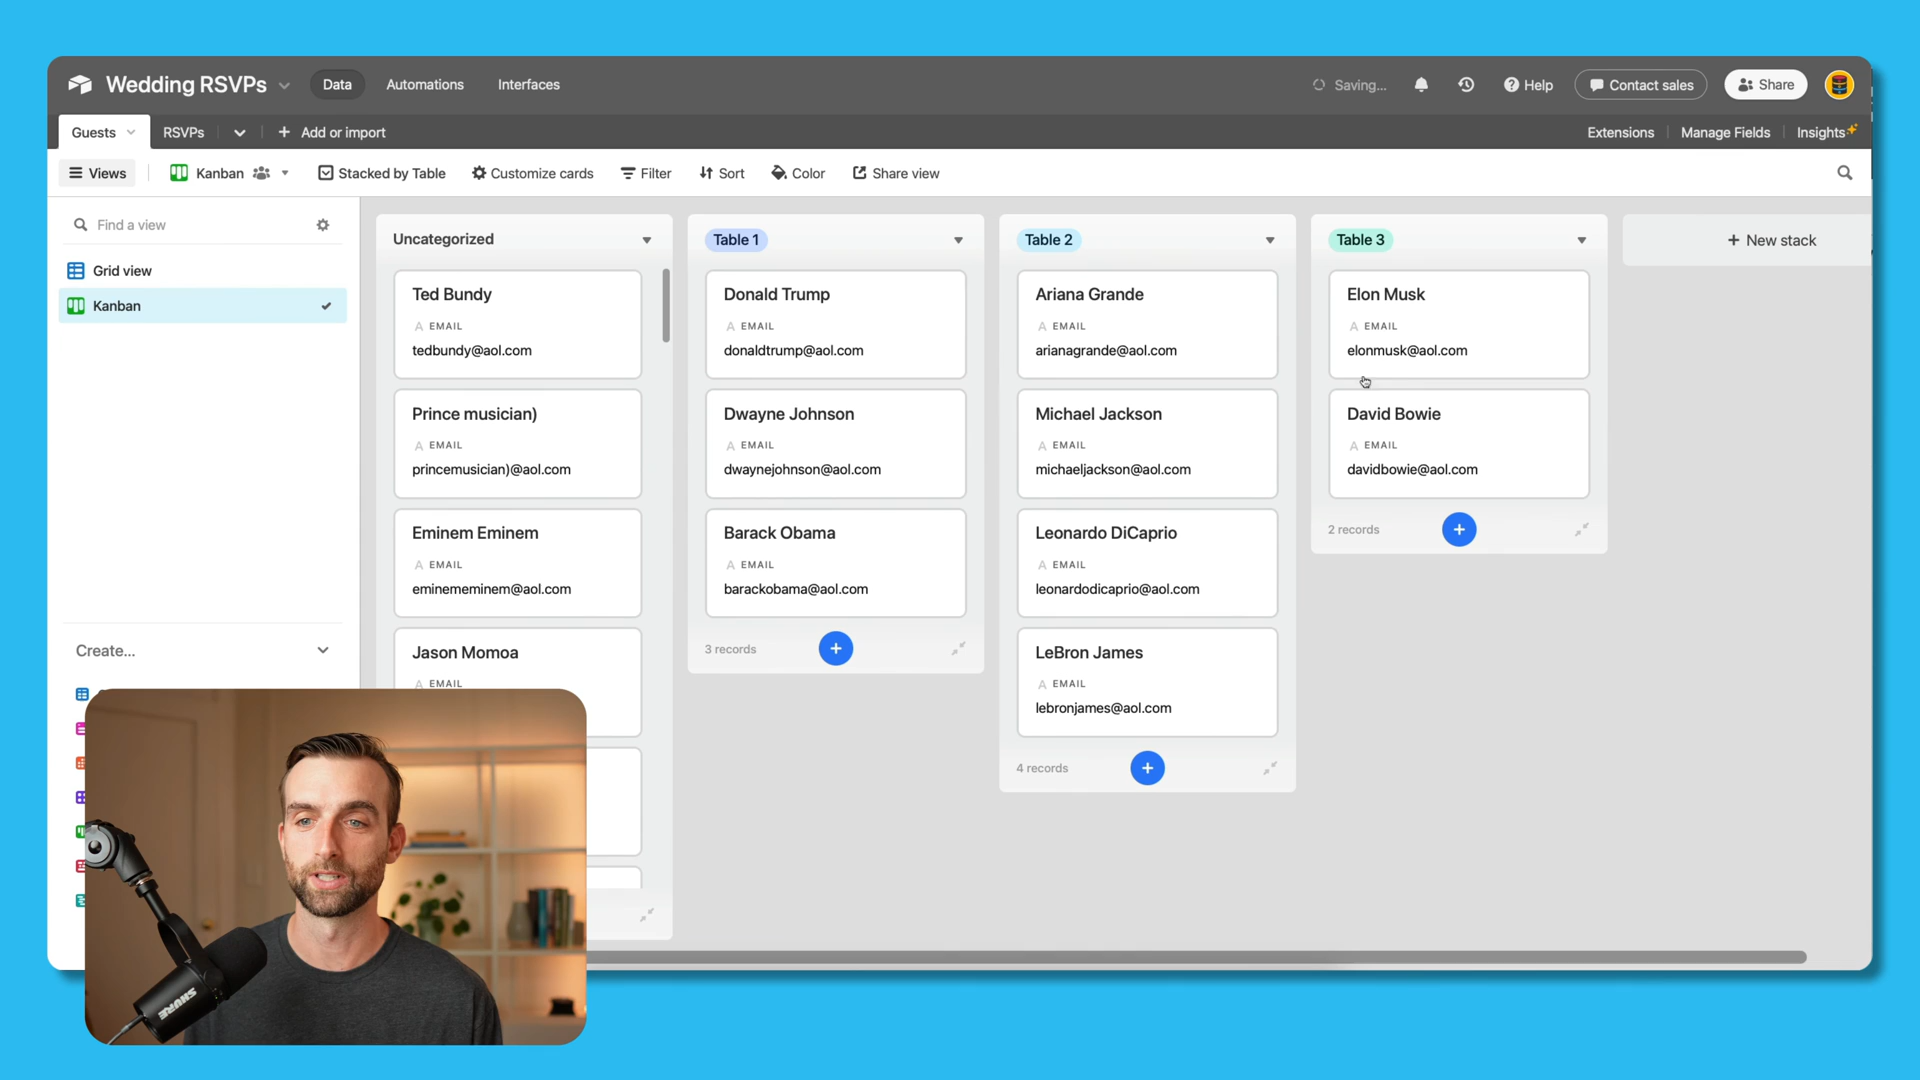 Wedding RSVPs
Data
Automations
Interfaces
Saving...
Help
Contact sales
Share
Guests
RSVPs
+ Add or import
Extensions
Manage Fields
Insights
Views
Kanban
Stacked by Table
Customize cards
Filter
Sort
Color
Share view
Find a view
Grid view
Kanban
Create...
Uncategorized
Ted Bundy
A EMAIL
tedbundy@aol.com
Prince musician)
A EMAIL
princemusician)@aol.com
Eminem Eminem
A EMAIL
eminememinem@aol.com
Jason Momoa
A EMAIL
Table 1
Donald Trump
A EMAIL
donaldtrump@aol.com
Dwayne Johnson
A EMAIL
dwaynejohnson@aol.com
Barack Obama
A EMAIL
barackobama@aol.com
3 records
+
Table 2
Ariana Grande
A EMAIL
arianagrande@aol.com
Michael Jackson
A EMAIL
michaeljackson@aol.com
Leonardo DiCaprio
A EMAIL
leonardodicaprio@aol.com
LeBron James
A EMAIL
lebronjames@aol.com
4 records
+
Table 3
Elon Musk
A EMAIL
elonmusk@aol.com
David Bowie
A EMAIL
davidbowie@aol.com
2 records
+
+ New stack
SHURE